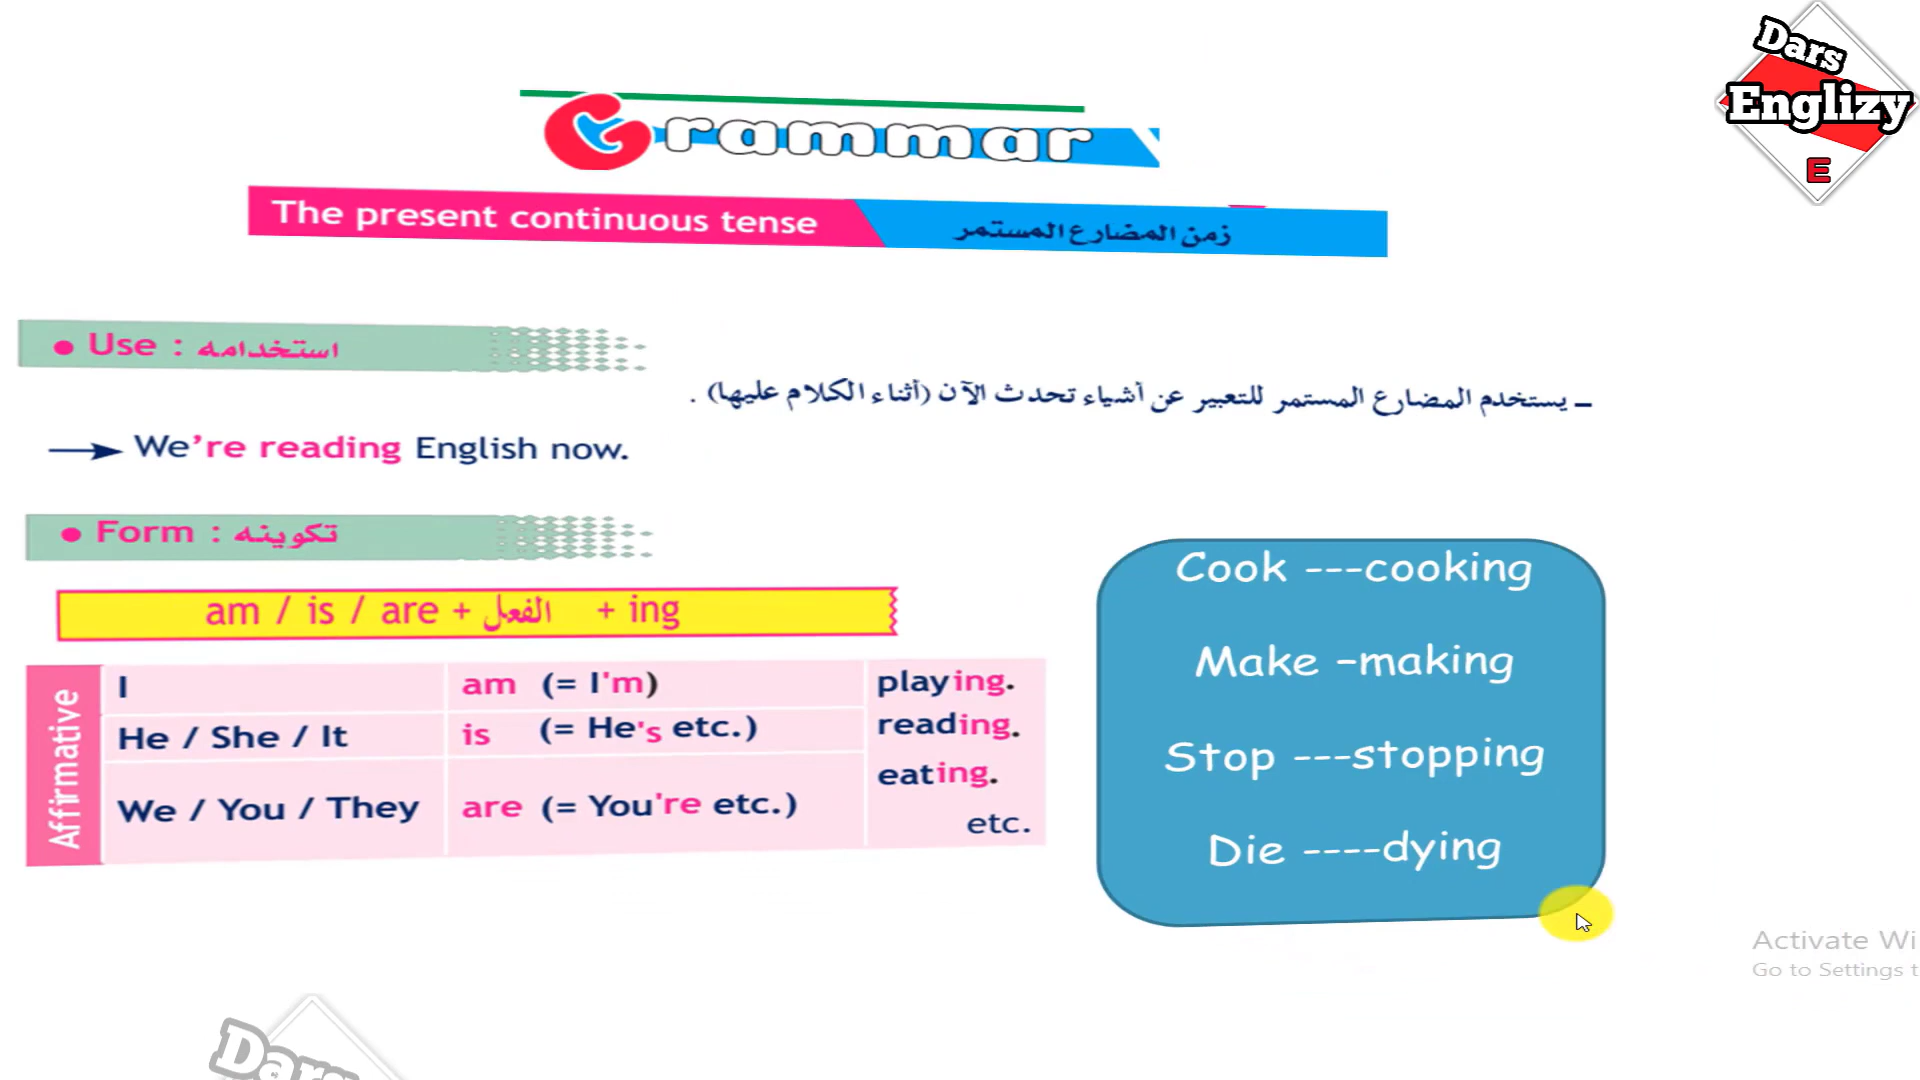 Dars
Englizy
E
Grammar
The present continuous tense
زمن المضارع المستمر
● Use : استخدامه
ـ يستخدم المضارع المستمر للتعبير عن أشياء تحدث الآن (أثناء الكلام عليها) .
We're reading English now.
● Form : تكوينه
am / is / are + الفعل + ing
Affirmative
I am (= I'm) playing.
He / She / It is (= He's etc.) reading.
We / You / They are (= You're etc.) eating.
etc.
Cook ---cooking
Make –making
Stop ---stopping
Die ----dying
Activate Wi
Go to Settings t
Dars